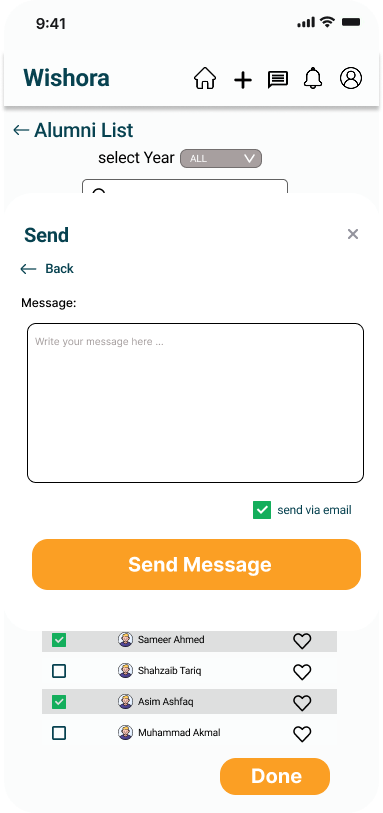 9:41
Wishora
Alumni List
select Year ALL
Send
Back
Message:
Write your message here ...
send via email
Send Message
Sameer Ahmed
Shahzaib Tariq
Asim Ashfaq
Muhammad Akmal
Done